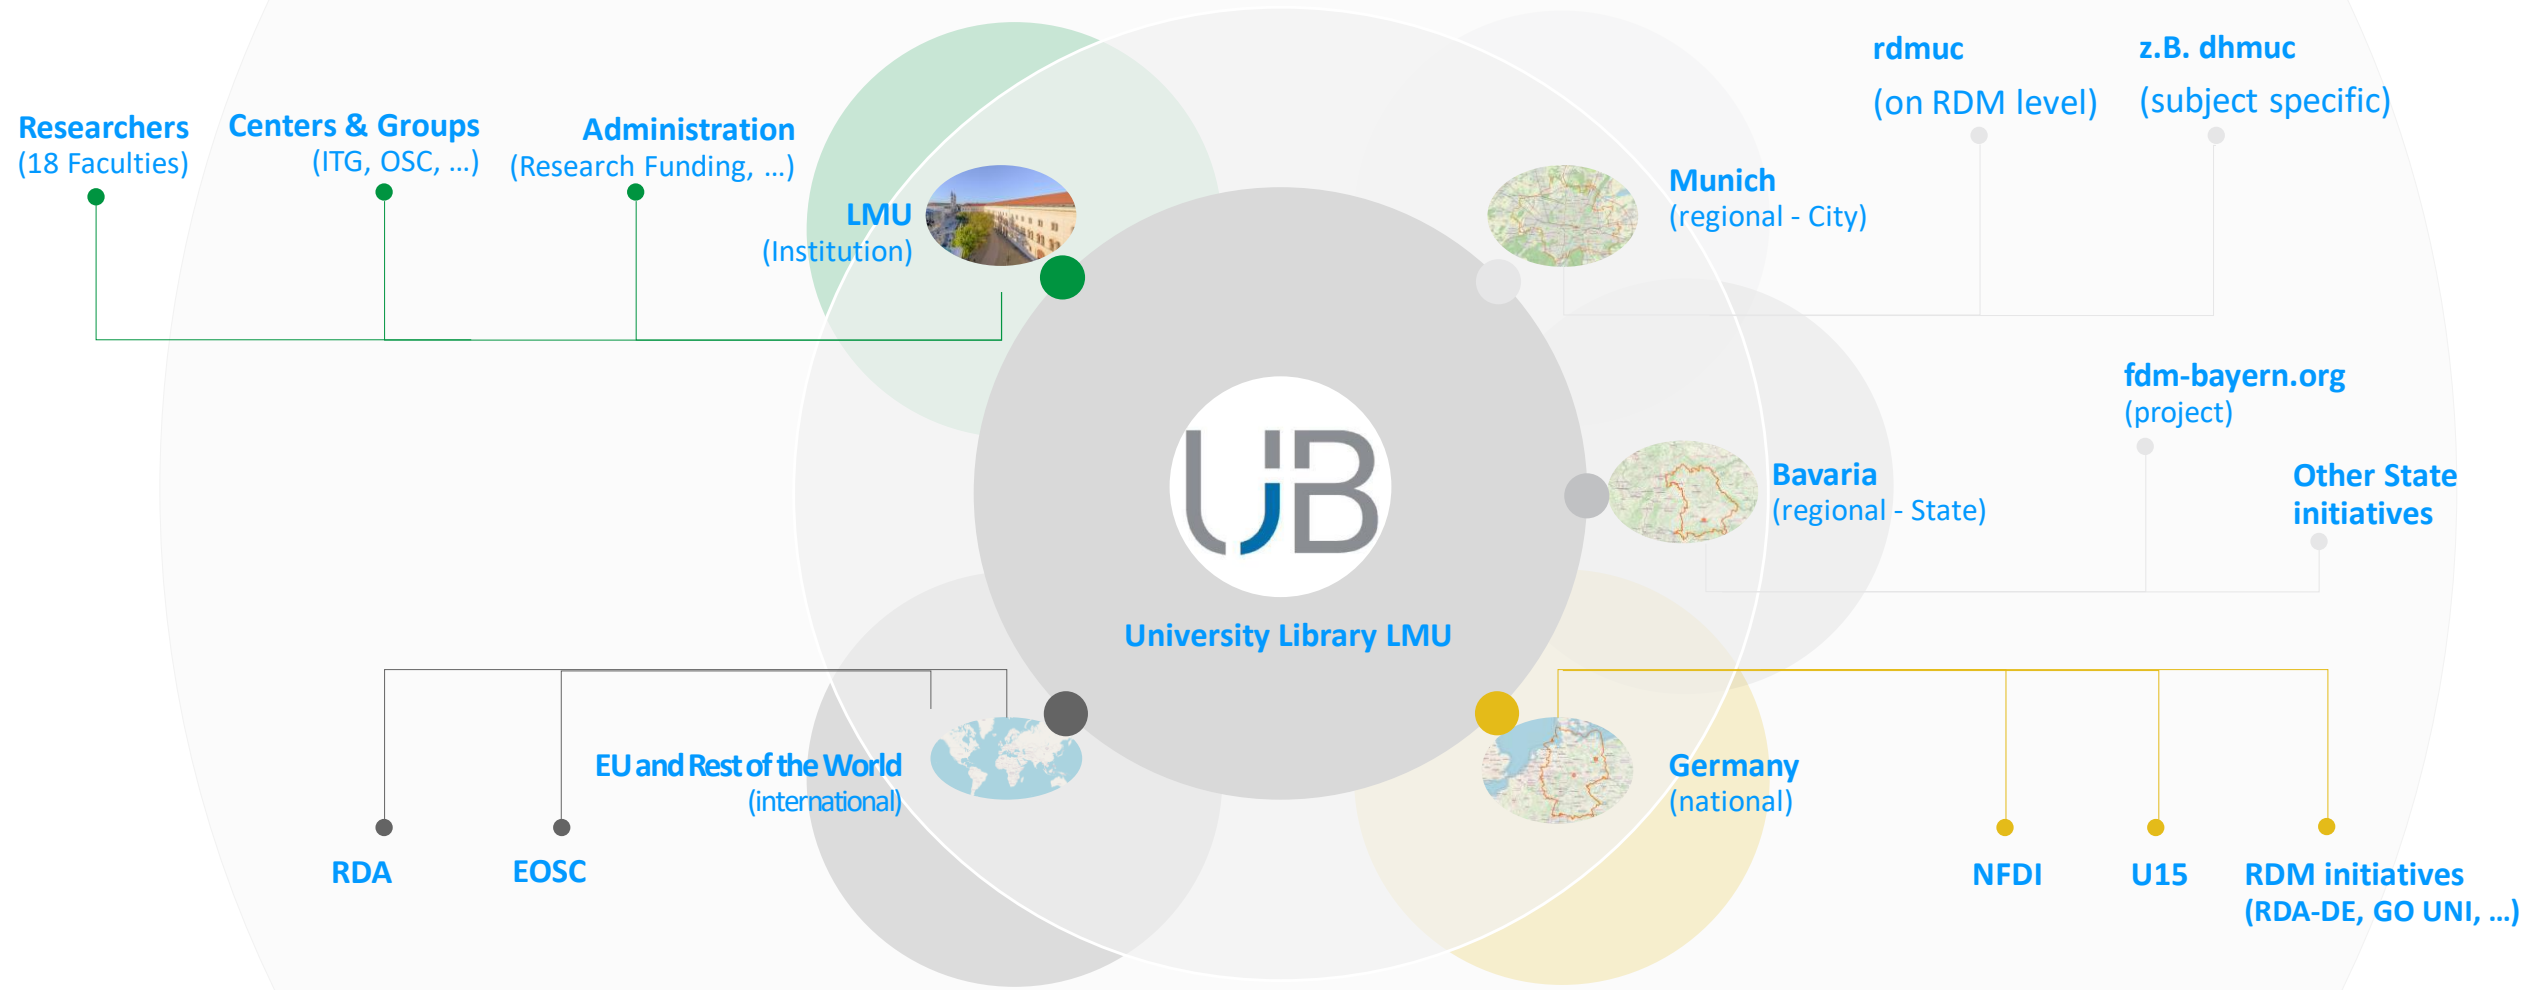 Researchers
(18 Faculties)
Centers & Groups
(ITG, OSC, ...)
Administration
(Research Funding, ...)
LMU
(Institution)
Munich
(regional - City)
rdmuc
(on RDM level)
z.B. dhmuc
(subject specific)
Bavaria
(regional - State)
fdm-bayern.org
(project)
Other State
initiatives
UB
University Library LMU
EU and Rest of the World
(international)
RDA
EOSC
Germany
(national)
NFDI
U15
RDM initiatives
(RDA-DE, GO UNI, ...)